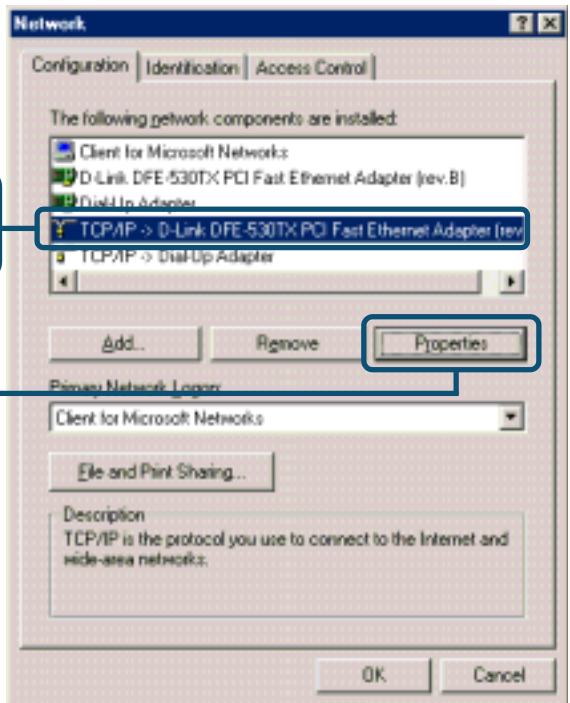 Network
Configuration Identification Access Control
The following network components are installed:
Client for Microsoft Networks
D-Link DFE-530TX PCI Fast Ethernet Adapter (rev.B)
Dial-Up Adapter
TCP/IP -> D-Link DFE-530TX PCI Fast Ethernet Adapter (rev
TCP/IP -> Dial-Up Adapter
Add... Remove Properties
Primary Network Logon:
Client for Microsoft Networks
File and Print Sharing...
Description
TCP/IP is the protocol you use to connect to the Internet and
wide-area networks.
OK Cancel